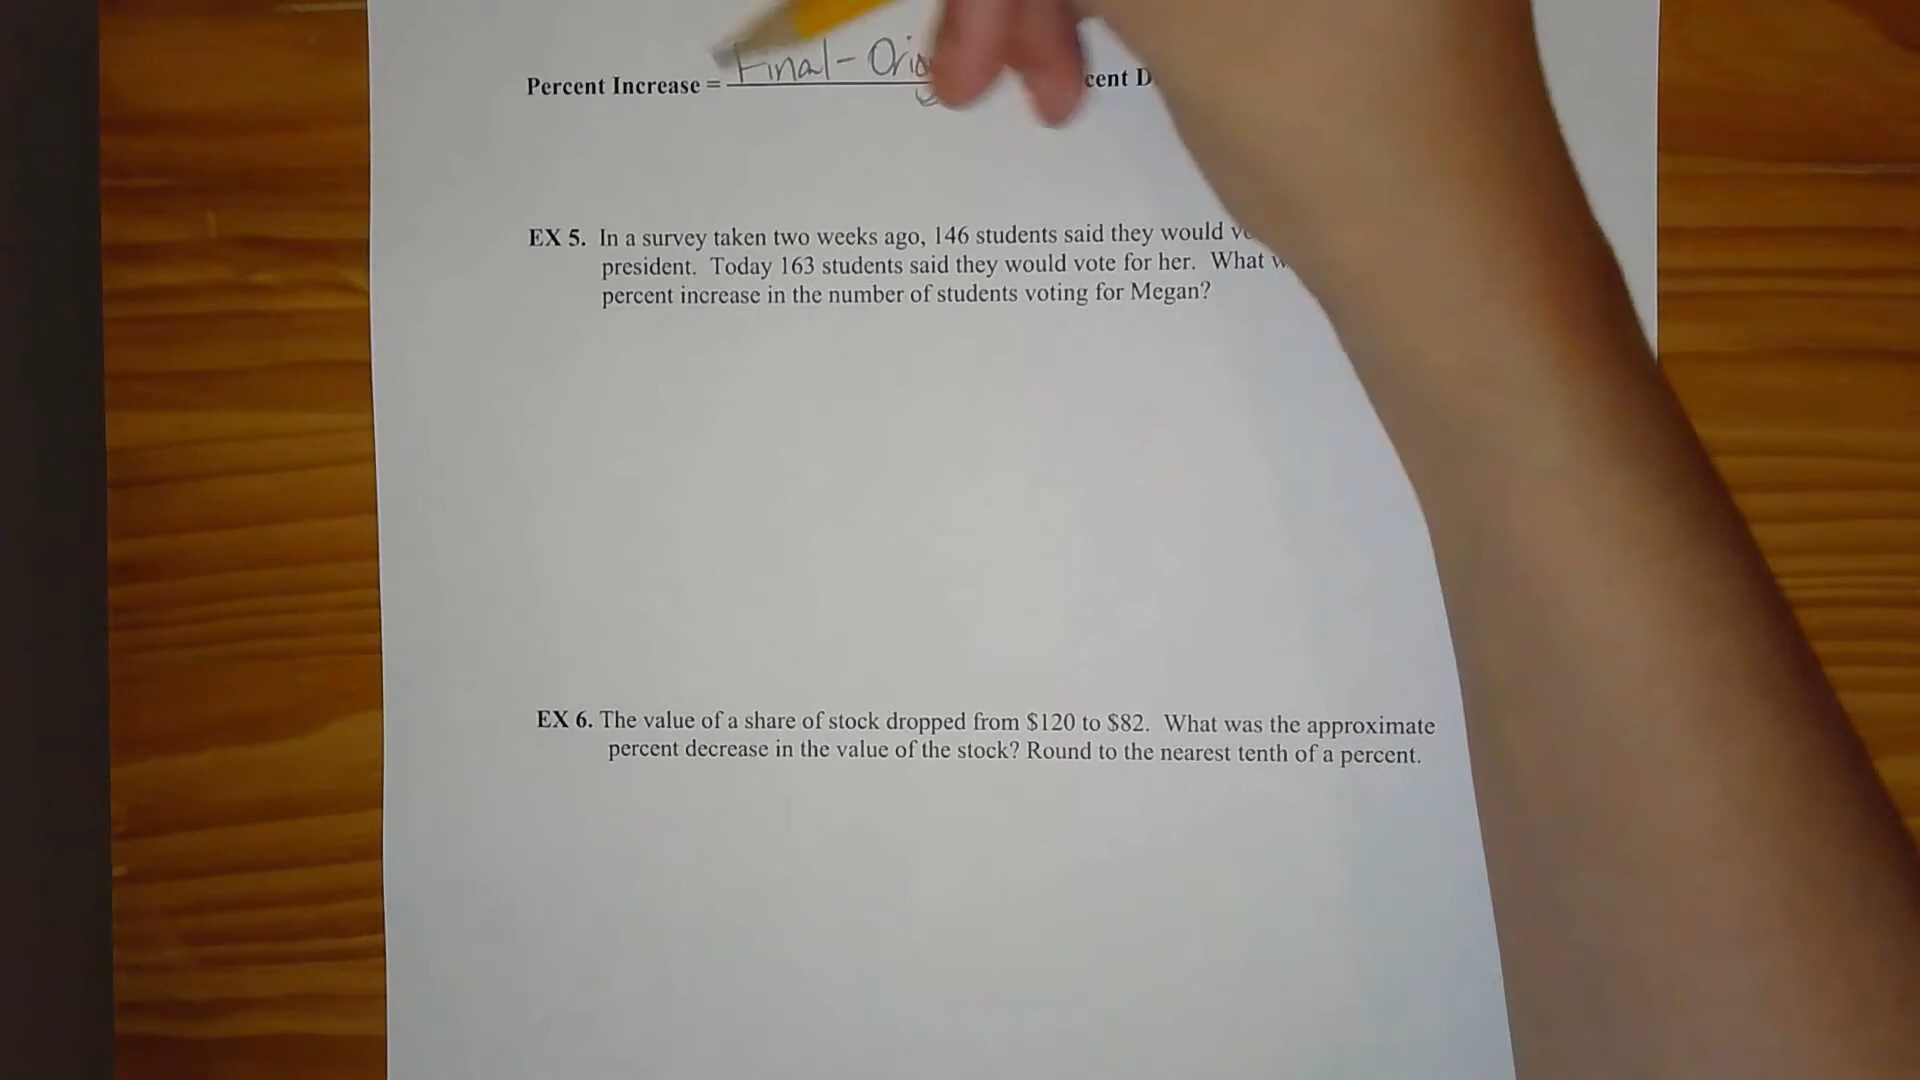 Percent Increase = Final - cent
EX 5. In a survey taken two weeks ago, 146 students said they would
president. Today 163 students said they would vote for her. What
percent increase in the number of students voting for Megan?
EX 6. The value of a share of stock dropped from $120 to $82. What was the approximate
percent decrease in the value of the stock? Round to the nearest tenth of a percent.